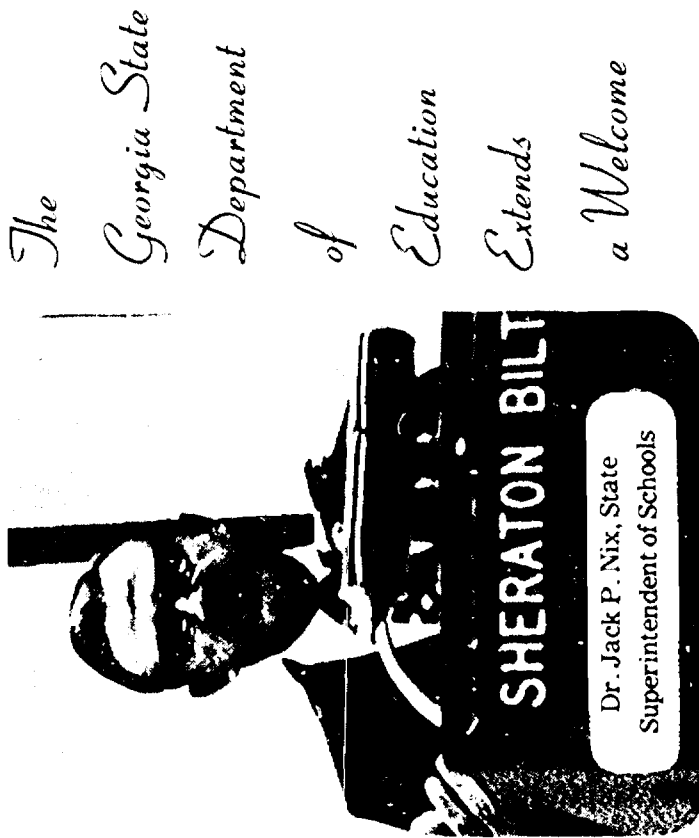 The
Georgia State
Department
of
Education
Extends
a Welcome
SHERATON BILT
Dr. Jack P. Nix, State
Superintendent of Schools